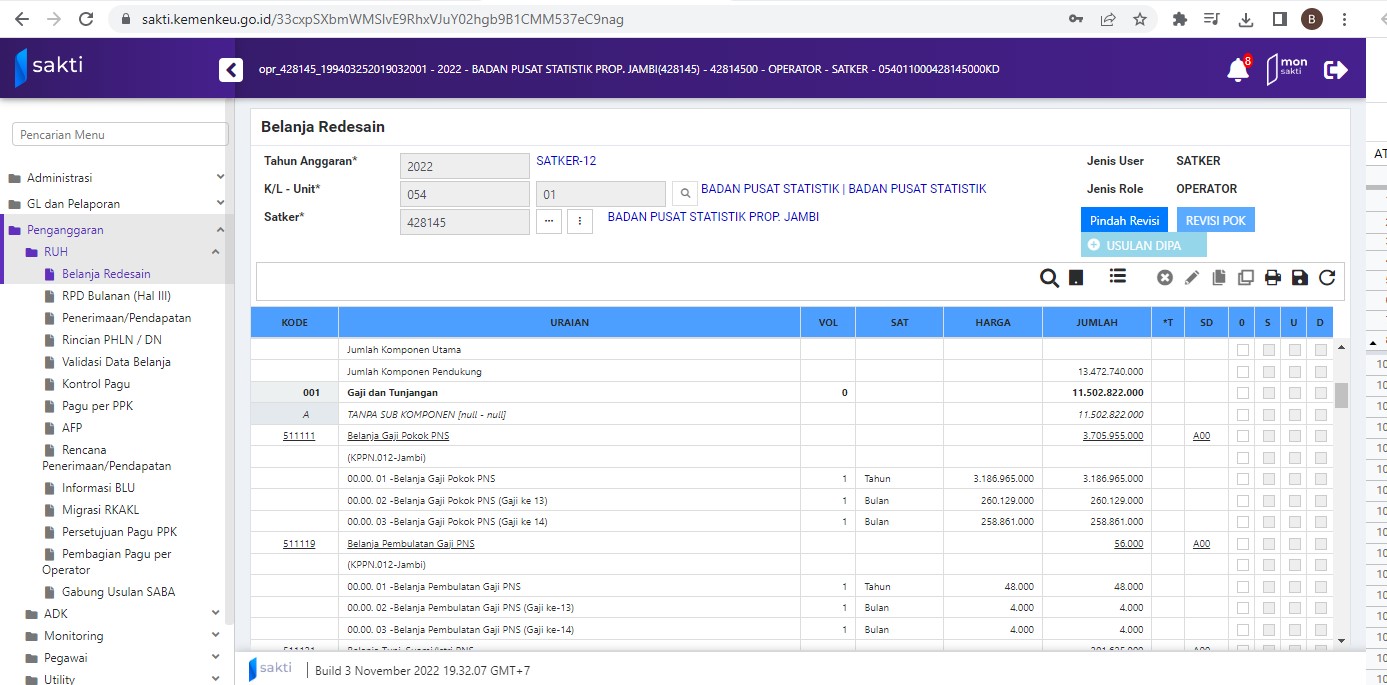 sakti.kemenkeu.go.id/33cxpSXbmWMSlvE9RhxVJuY02hgb9B1CMM537eC9nag
B
sakti
opr_428145_199403252019032001 - 2022 - BADAN PUSAT STATISTIK PROP. JAMBI(428145) - 42814500 - OPERATOR - SATKER - 054011000428145000KD
8
mon
sakti
Pencarian Menu
Administrasi
GL dan Pelaporan
Penganggaran
RUH
Belanja Redesain
RPD Bulanan (Hal III)
Penerimaan/Pendapatan
Rincian PHLN / DN
Validasi Data Belanja
Kontrol Pagu
Pagu per PPK
AFP
Rencana
Penerimaan/Pendapatan
Informasi BLU
Migrasi RKAKL
Persetujuan Pagu PPK
Pembagian Pagu per
Operator
Gabung Usulan SABA
ADK
Monitoring
Pegawai
Utility
Belanja Redesain
Tahun Anggaran* 2022 SATKER-12 Jenis User SATKER
K/L - Unit* 054 01 BADAN PUSAT STATISTIK | BADAN PUSAT STATISTIK Jenis Role OPERATOR
Satker* 428145 ... BADAN PUSAT STATISTIK PROP. JAMBI Pindah Revisi REVISI POK
USULAN DIPA
KODE URAIAN VOL SAT HARGA JUMLAH *T SD 0 S U D
Jumlah Komponen Utama
Jumlah Komponen Pendukung 13.472.740.000
001 Gaji dan Tunjangan 0 11.502.822.000
A TANPA SUB KOMPONEN [null - null] 11.502.822.000
511111 Belanja Gaji Pokok PNS 3.705.955.000 A00
(KPPN.012-Jambi)
00.00. 01 -Belanja Gaji Pokok PNS 1 Tahun 3.186.965.000 3.186.965.000
00.00. 02 -Belanja Gaji Pokok PNS (Gaji ke 13) 1 Bulan 260.129.000 260.129.000
00.00. 03 -Belanja Gaji Pokok PNS (Gaji ke 14) 1 Bulan 258.861.000 258.861.000
511119 Belanja Pembulatan Gaji PNS 56.000 A00
(KPPN.012-Jambi)
00.00. 01 -Belanja Pembulatan Gaji PNS 1 Tahun 48.000 48.000
00.00. 02 -Belanja Pembulatan Gaji PNS (Gaji ke-13) 1 Bulan 4.000 4.000
00.00. 03 -Belanja Pembulatan Gaji PNS (Gaji ke-14) 1 Bulan 4.000 4.000
sakti Build 3 November 2022 19.32.07 GMT+7